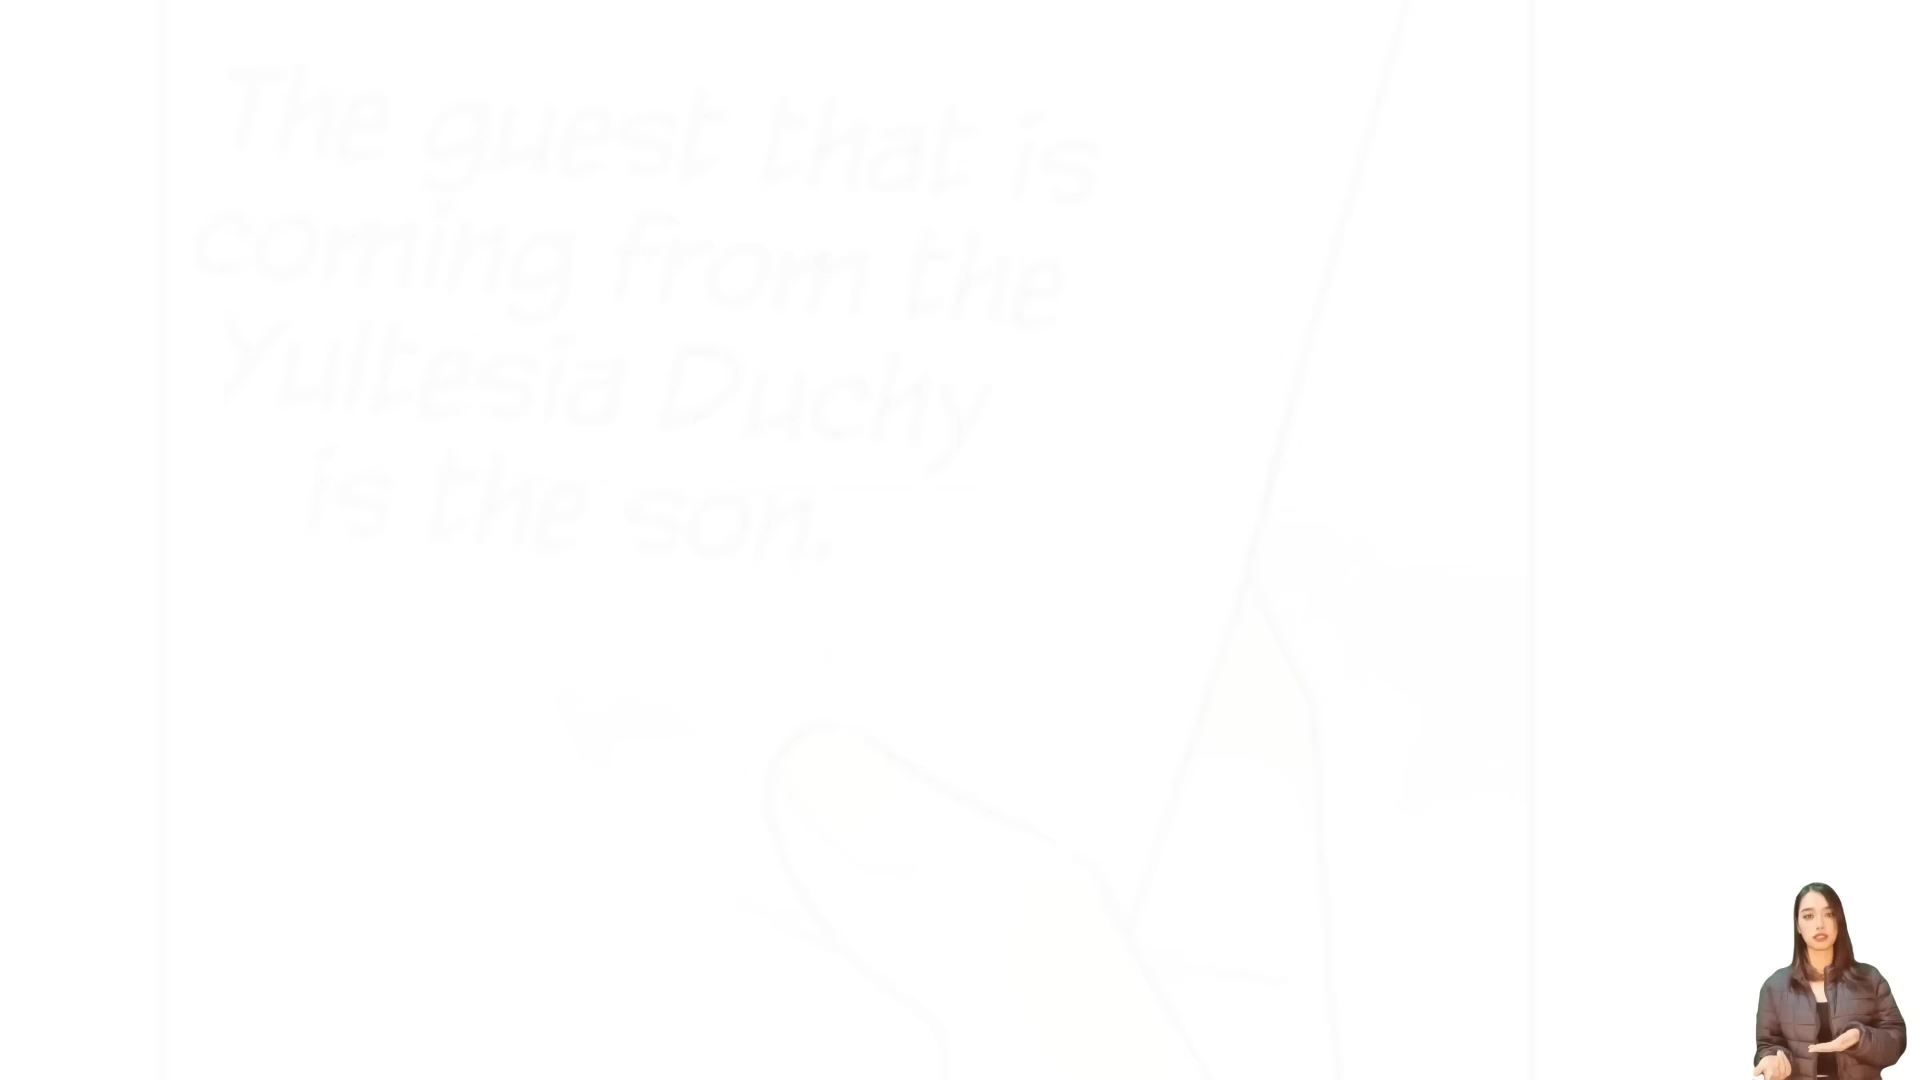 The guest that is
coming from the
Yultesia Duchy
is the son.